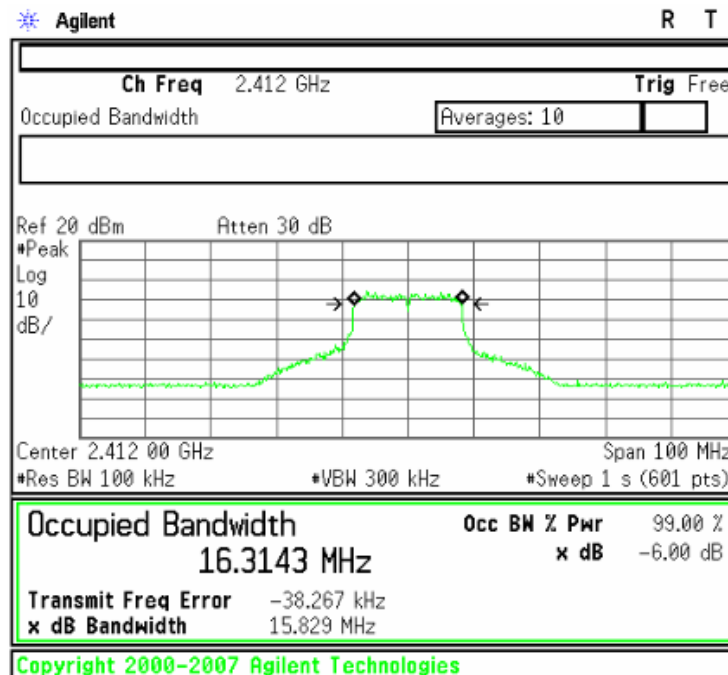 Agilent R T
Ch Freq 2.412 GHz Trig Free
Occupied Bandwidth Averages: 10
Ref 20 dBm Atten 30 dB
#Peak
Log
10
dB/
Center 2.412 00 GHz Span 100 MHz
#Res BW 100 kHz #VBW 300 kHz #Sweep 1 s (601 pts)
Occupied Bandwidth Occ BW % Pwr 99.00 %
16.3143 MHz x dB -6.00 dB
Transmit Freq Error -38.267 kHz
x dB Bandwidth 15.829 MHz
Copyright 2000-2007 Agilent Technologies